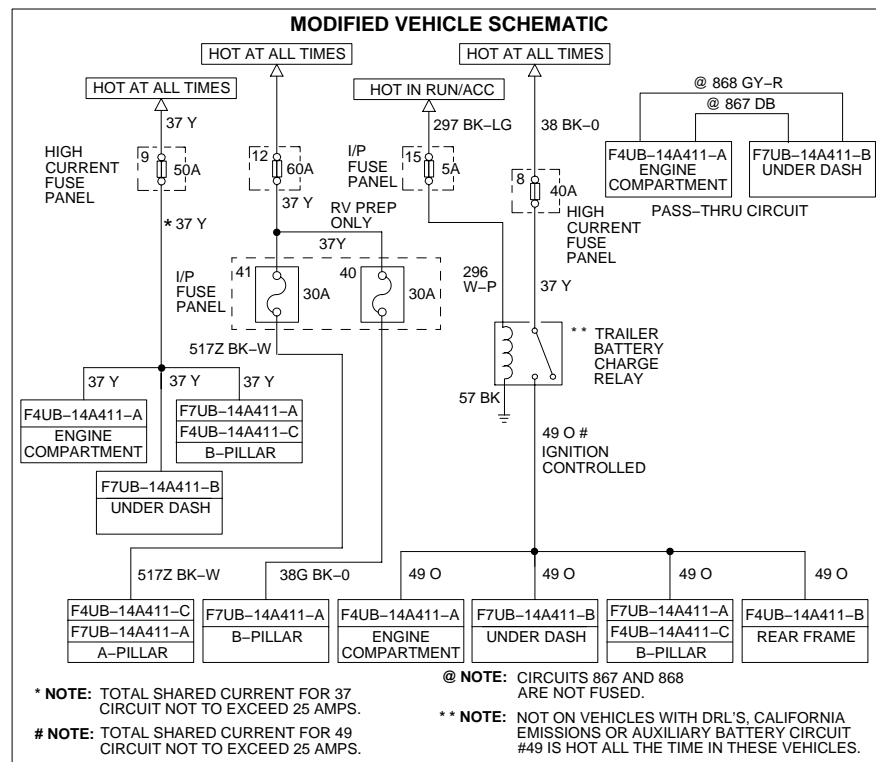 MODIFIED VEHICLE SCHEMATIC
HOT AT ALL TIMES
HOT AT ALL TIMES
HOT AT ALL TIMES
HOT IN RUN/ACC
@ 868 GY–R
@ 867 DB
37 Y
297 BK–LG
38 BK–0
HIGH
CURRENT
FUSE
PANEL
9
50A
12
60A
I/P
FUSE
PANEL
15
5A
8
40A
HIGH
CURRENT
FUSE
PANEL
F4UB–14A411–A
ENGINE
COMPARTMENT
F7UB–14A411–B
UNDER DASH
PASS–THRU CIRCUIT
* 37 Y
37 Y
RV PREP
ONLY
37Y
I/P
FUSE
PANEL
41
30A
40
30A
296
W–P
37 Y
* * TRAILER
BATTERY
CHARGE
RELAY
517Z BK–W
57 BK
37 Y
37 Y
37 Y
F4UB–14A411–A
ENGINE
COMPARTMENT
F7UB–14A411–A
F4UB–14A411–C
B–PILLAR
49 O #
IGNITION
CONTROLLED
F7UB–14A411–B
UNDER DASH
517Z BK–W
38G BK–0
49 O
49 O
49 O
49 O
F4UB–14A411–C
F7UB–14A411–A
A–PILLAR
F7UB–14A411–A
B–PILLAR
F4UB–14A411–A
ENGINE
COMPARTMENT
F7UB–14A411–B
UNDER DASH
F7UB–14A411–A
F4UB–14A411–C
B–PILLAR
F4UB–14A411–B
REAR FRAME
* NOTE: TOTAL SHARED CURRENT FOR 37
CIRCUIT NOT TO EXCEED 25 AMPS.
# NOTE: TOTAL SHARED CURRENT FOR 49
CIRCUIT NOT TO EXCEED 25 AMPS.
@ NOTE: CIRCUITS 867 AND 868
ARE NOT FUSED.
* * NOTE: NOT ON VEHICLES WITH DRL'S, CALIFORNIA
EMISSIONS OR AUXILIARY BATTERY CIRCUIT
#49 IS HOT ALL THE TIME IN THESE VEHICLES.